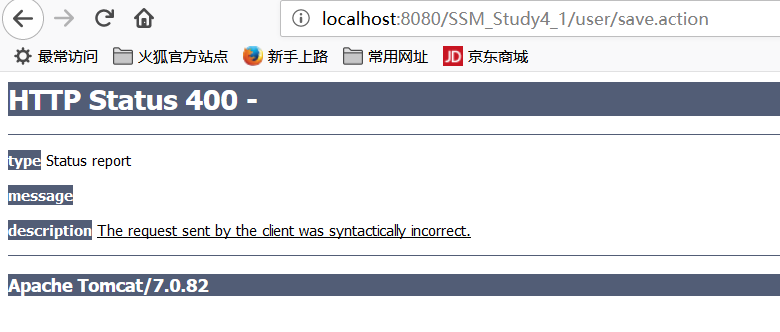 localhost:8080/SSM_Study4_1/user/save.action
最常访问 火狐官方站点 新手上路 常用网址 JD 京东商城
HTTP Status 400 -
type Status report
message
description The request sent by the client was syntactically incorrect.
Apache Tomcat/7.0.82